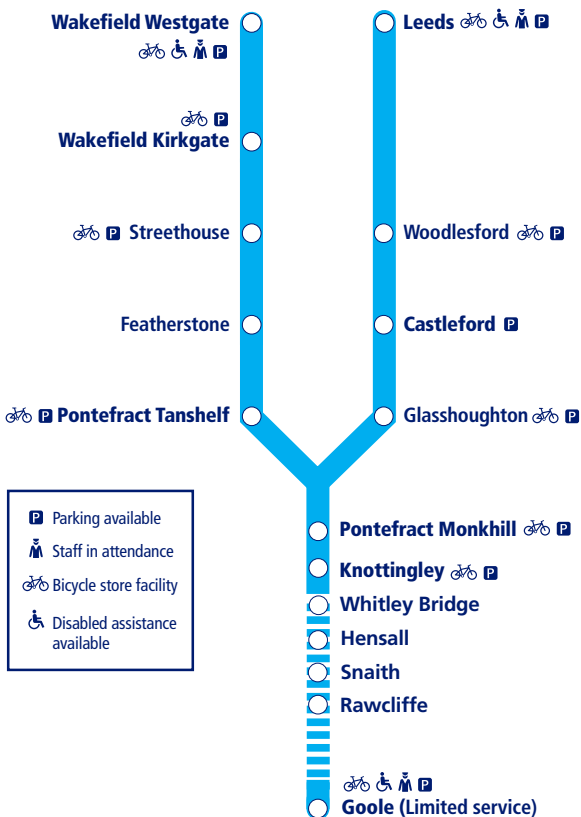 Wakefield Westgate
Leeds P
P
P
Wakefield Kirkgate
P Streethouse
Woodlesford P
Featherstone
Castleford P
P Pontefract Tanshelf
Glasshoughton P
P Parking available
Staff in attendance
Bicycle store facility
Disabled assistance
available
Pontefract Monkhill P
Knottingley P
Whitley Bridge
Hensall
Snaith
Rawcliffe
P
Goole (Limited service)